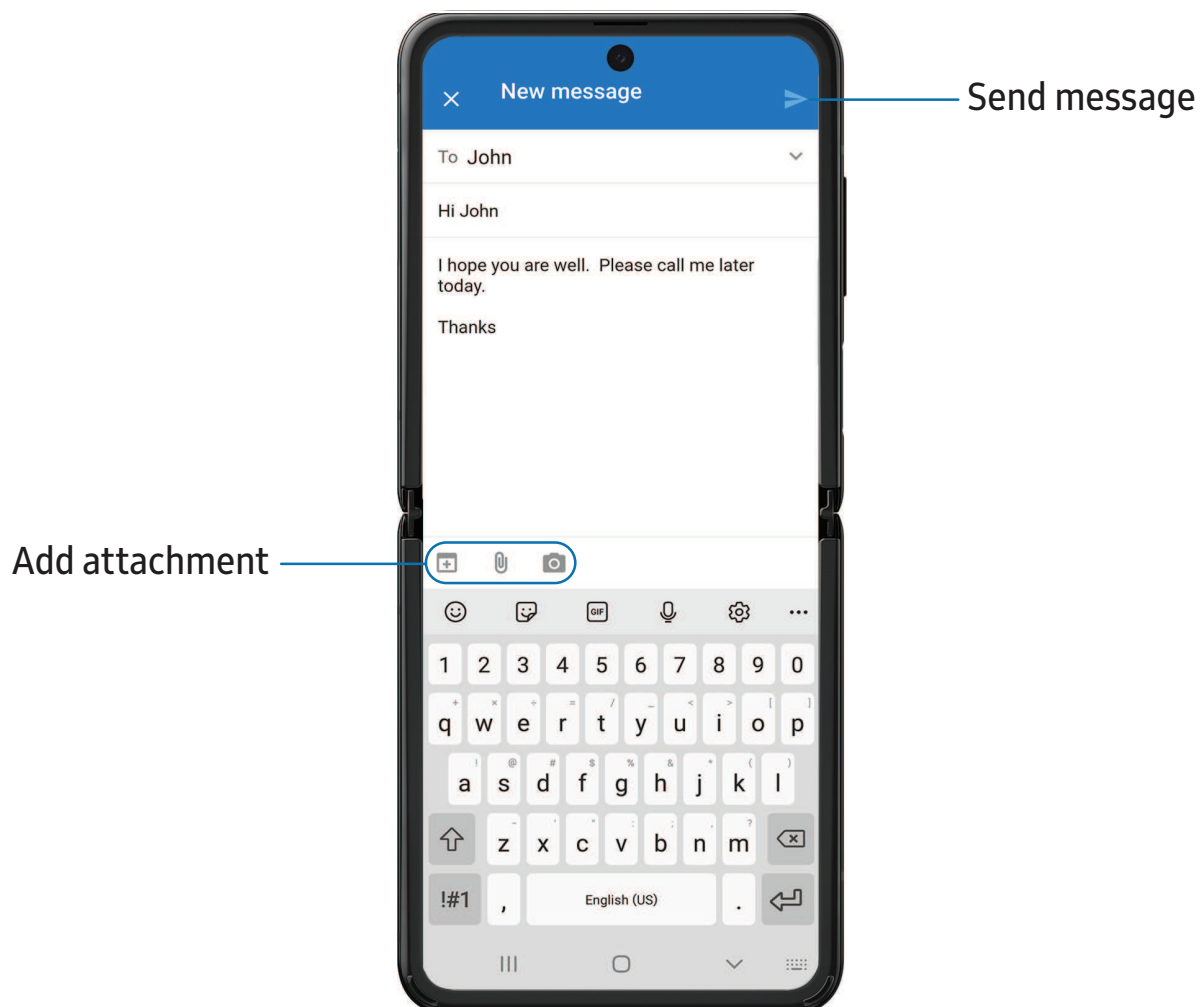 New message
Send message
To John
Hi John
I hope you are well.  Please call me later
today.
Thanks
Add attachment
GIF
1 2 3 4 5 6 7 8 9 0
+ × ÷ = / _ < > [ ]
q w e r t y u i o p
! @ # $ % & * ( )
a s d f g h j k l
- ' " : ; , ?
z x c v b n m
!#1 , English (US) .